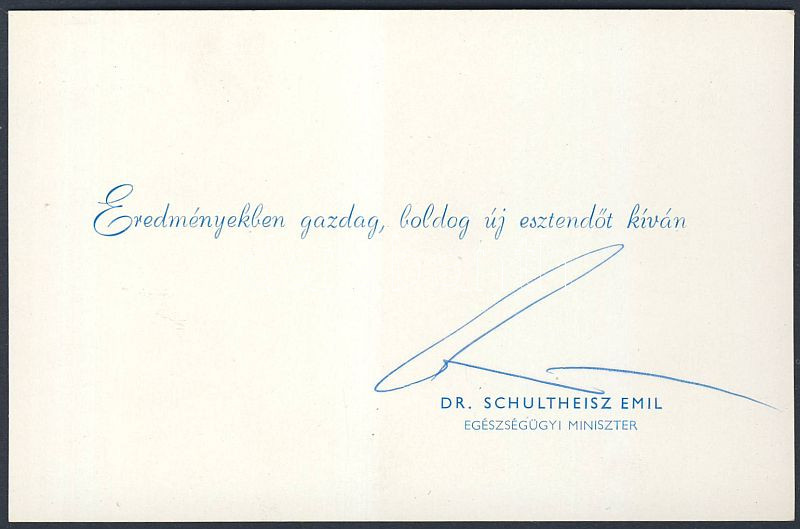 Eredményekben gazdag, boldog új esztendőt kíván
DR. SCHULTHEISZ EMIL
EGÉSZSÉGÜGYI MINISZTER